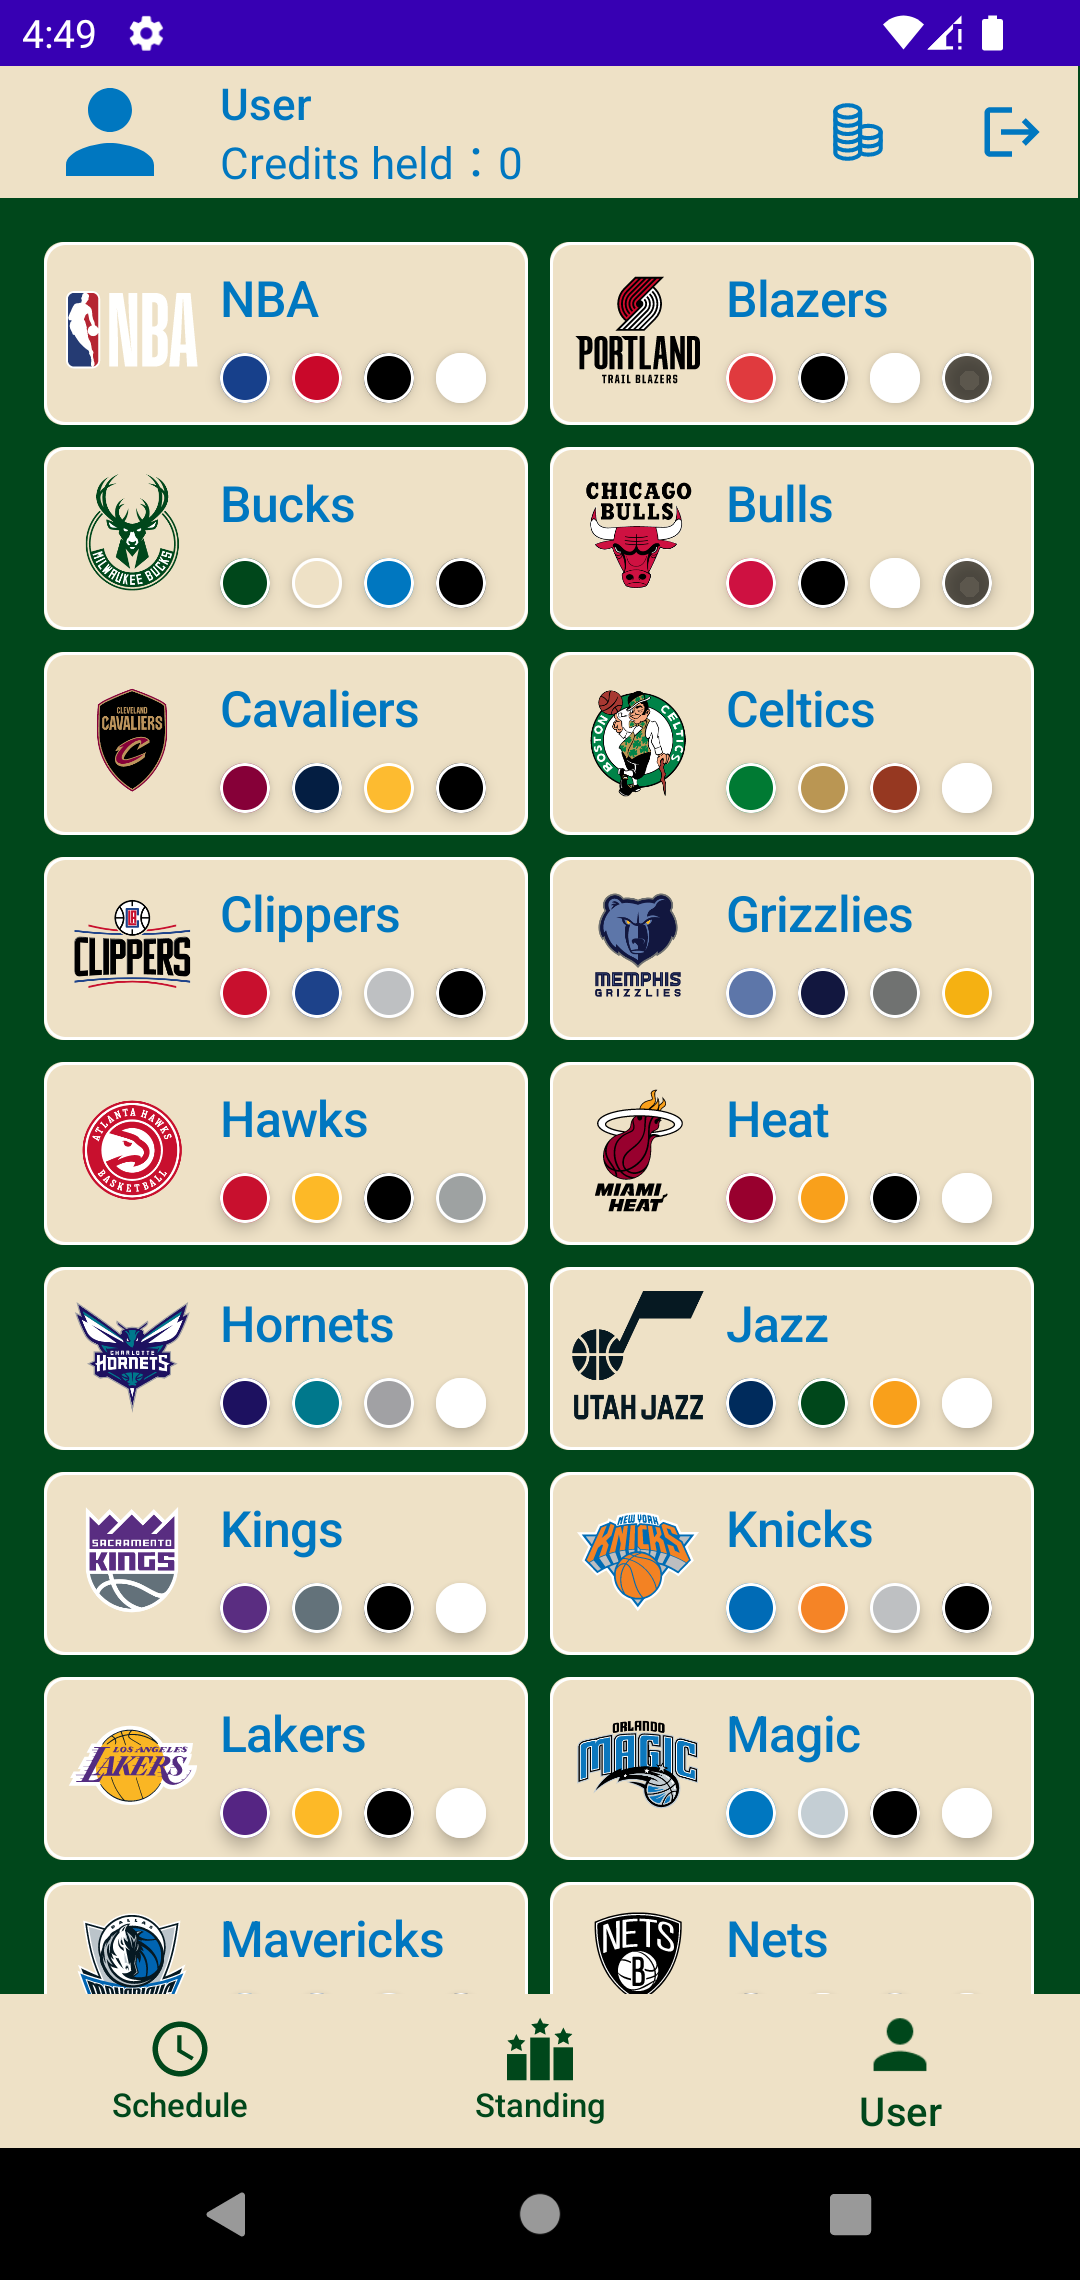 4:49
User
Credits held : 0
NBA
NBA
PORTLAND
TRAIL BLAZERS
Blazers
MILWAUKEE BUCKS
Bucks
CHICAGO
BULLS
Bulls
CLEVELAND
CAVALIERS
Cavaliers
BOSTON CELTICS
Celtics
CLIPPERS
Clippers
MEMPHIS
GRIZZLIES
Grizzlies
ATLANTA HAWKS
BASKETBALL
Hawks
MIAMI
HEAT
Heat
CHARLOTTE
HORNETS
Hornets
UTAH JAZZ
Jazz
SACRAMENTO
KINGS
Kings
NEW YORK
KNICKS
Knicks
LOS ANGELES
LAKERS
Lakers
ORLANDO
MAGIC
Magic
DALLAS
MAVERICKS
Mavericks
NETS
B
Nets
Schedule
Standing
User